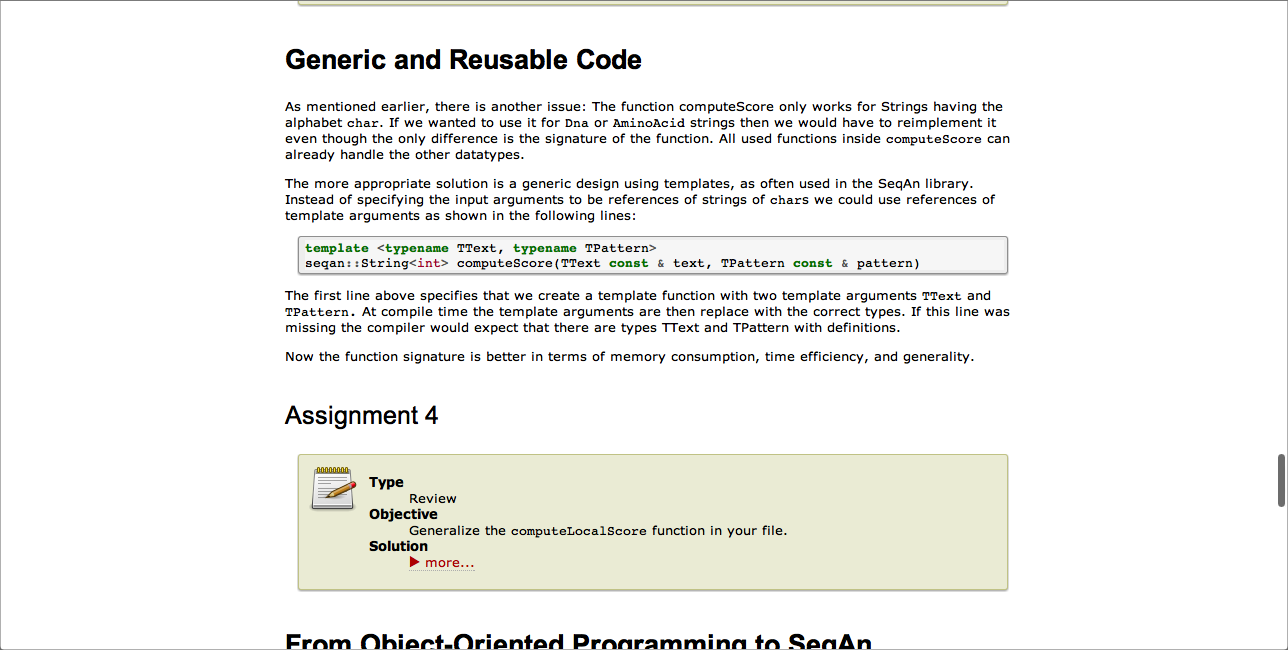 Generic and Reusable Code
As mentioned earlier, there is another issue: The function computeScore only works for Strings having the
alphabet char. If we wanted to use it for Dna or AminoAcid strings then we would have to reimplement it
even though the only difference is the signature of the function. All used functions inside computeScore can
already handle the other datatypes.
The more appropriate solution is a generic design using templates, as often used in the SeqAn library.
Instead of specifying the input arguments to be references of strings of chars we could use references of
template arguments as shown in the following lines:
template <typename TText, typename TPattern>
seqan::String<int> computeScore(TText const & text, TPattern const & pattern)
The first line above specifies that we create a template function with two template arguments TText and
TPattern. At compile time the template arguments are then replace with the correct types. If this line was
missing the compiler would expect that there are types TText and TPattern with definitions.
Now the function signature is better in terms of memory consumption, time efficiency, and generality.
Assignment 4
Type
Review
Objective
Generalize the computeLocalScore function in your file.
Solution
more...
From Object-Oriented Programming to SeqAn